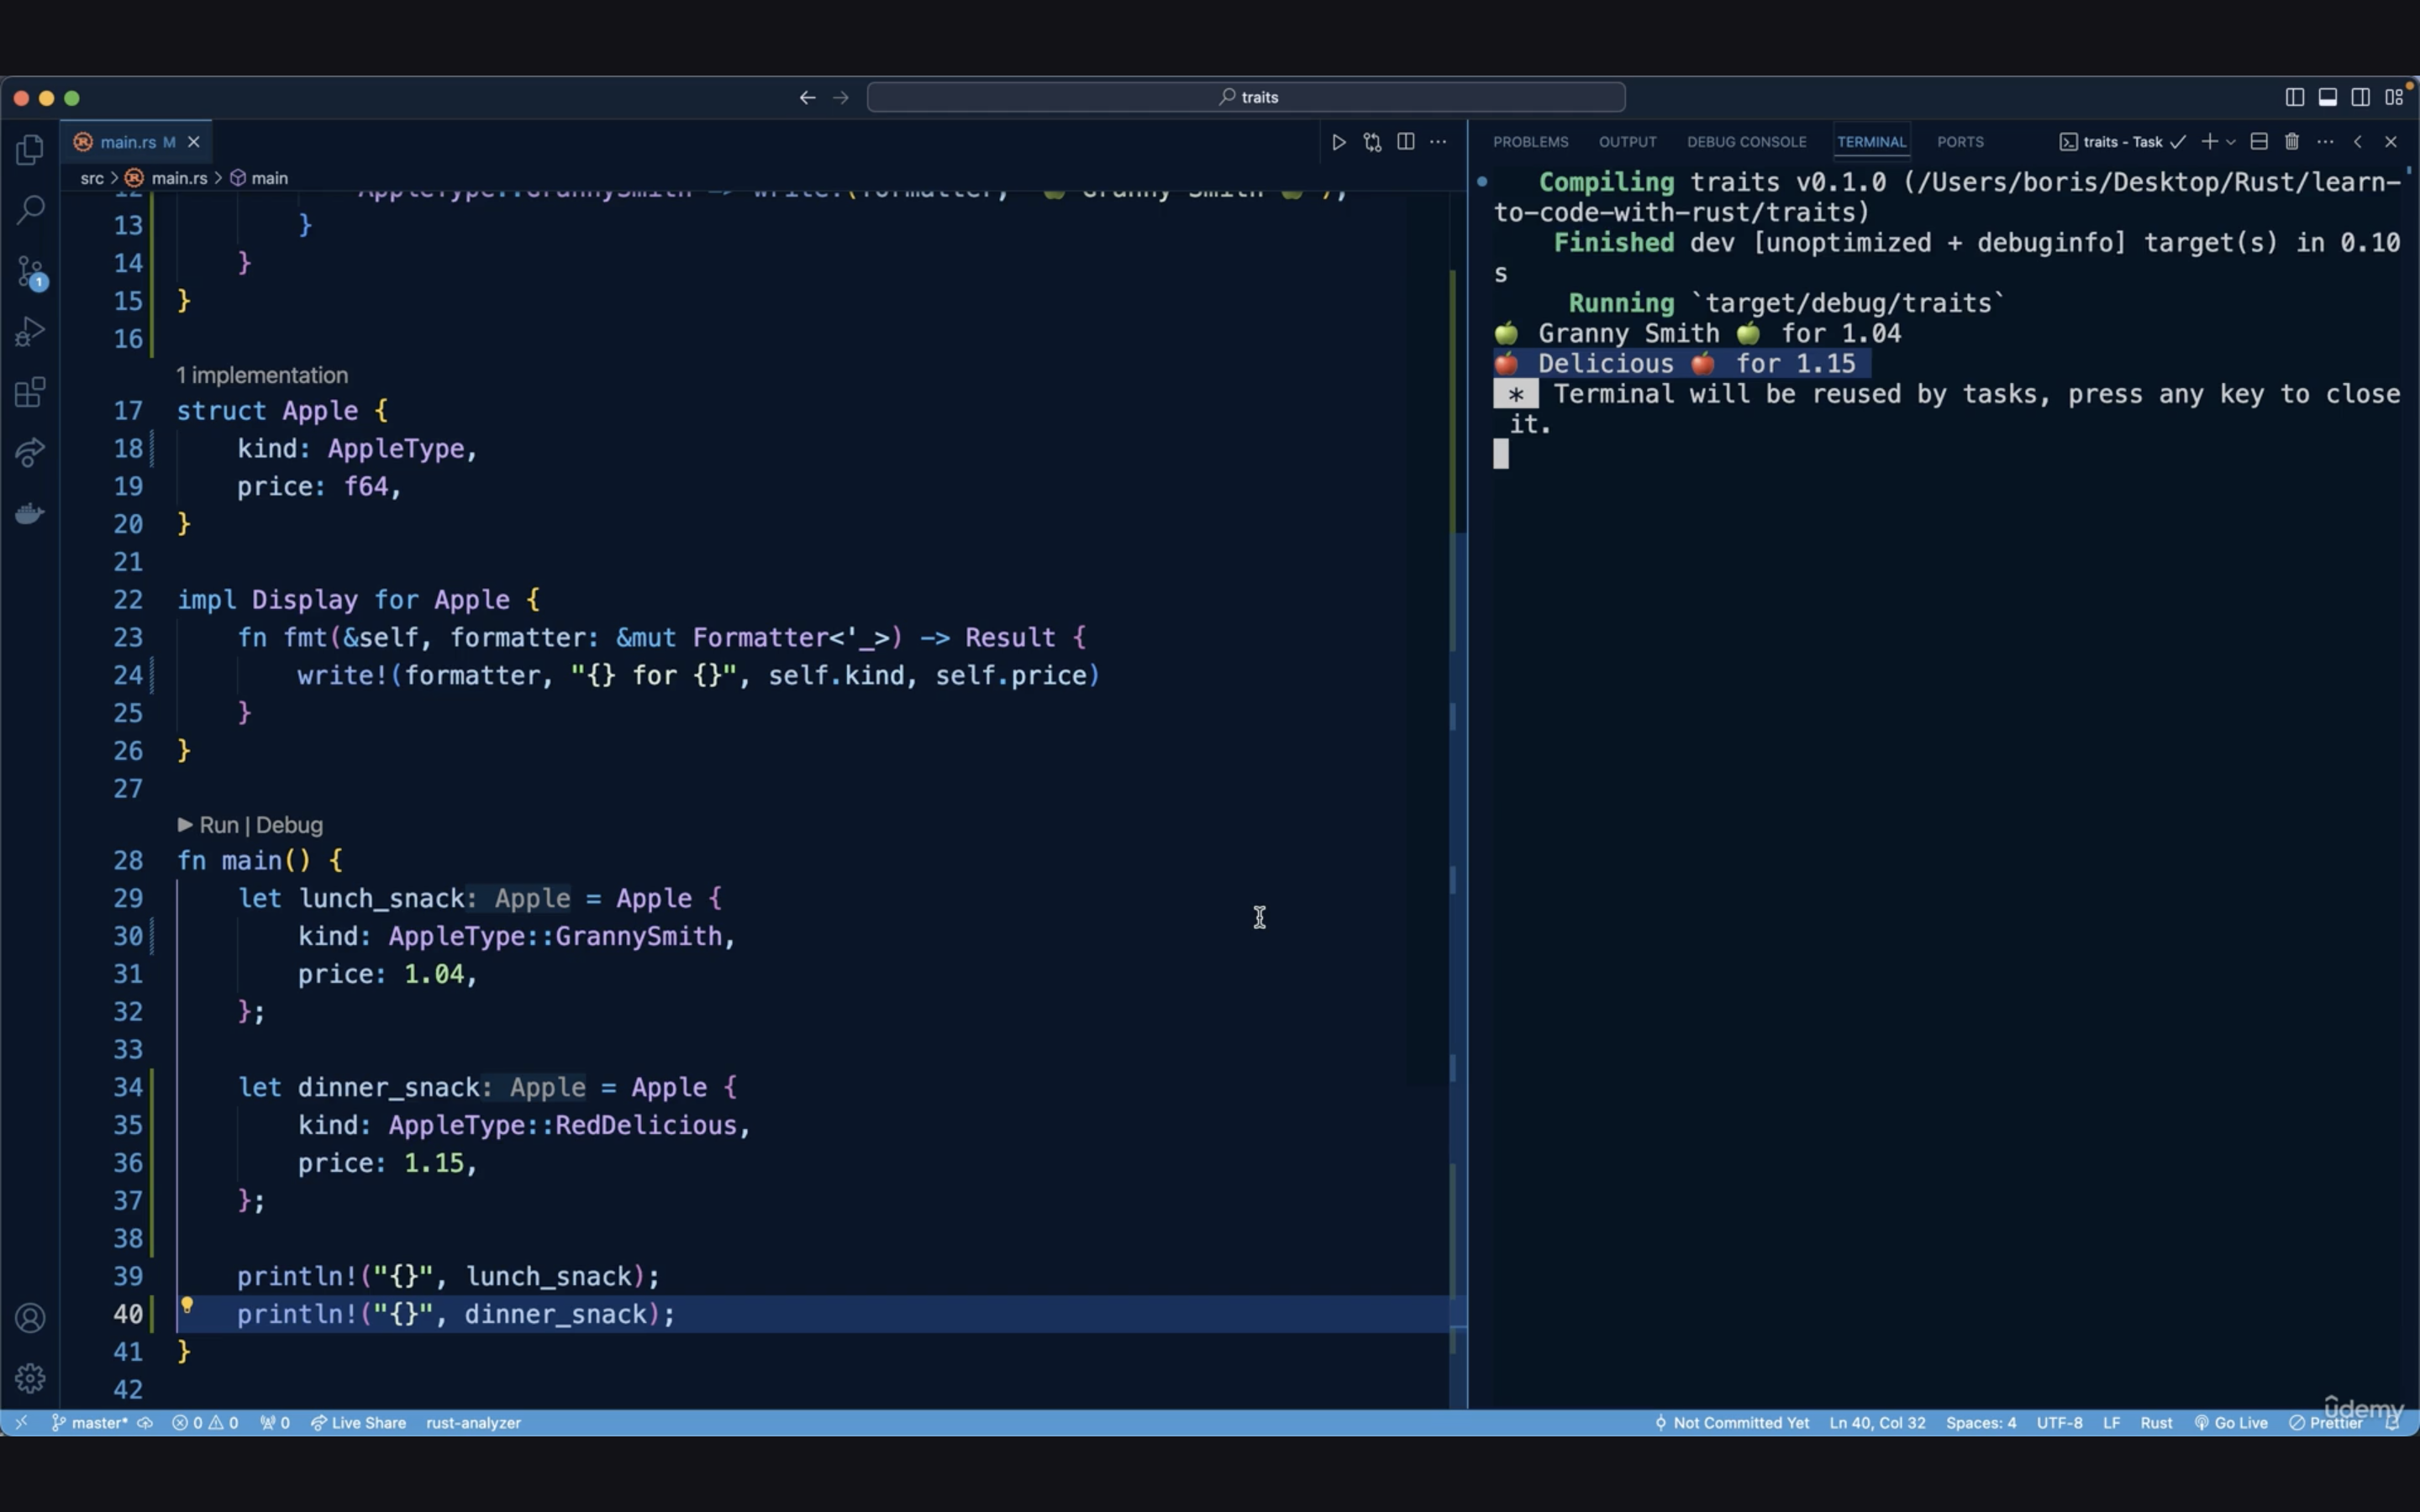 traits
main.rs M
PROBLEMS OUTPUT DEBUG CONSOLE TERMINAL PORTS traits - Task
src > main.rs > main
12 AppleType::GrannySmith => write!(formatter, "🍏 Granny Smith 🍏"),
13 }
14 }
15 }
16
1 implementation
17 struct Apple {
18 kind: AppleType,
19 price: f64,
20 }
21
22 impl Display for Apple {
23 fn fmt(&self, formatter: &mut Formatter<'_>) -> Result {
24 write!(formatter, "{} for {}", self.kind, self.price)
25 }
26 }
27
Run | Debug
28 fn main() {
29 let lunch_snack: Apple = Apple {
30 kind: AppleType::GrannySmith,
31 price: 1.04,
32 };
33
34 let dinner_snack: Apple = Apple {
35 kind: AppleType::RedDelicious,
36 price: 1.15,
37 };
38
39 println!("{}", lunch_snack);
40 println!("{}", dinner_snack);
41 }
42
Compiling traits v0.1.0 (/Users/boris/Desktop/Rust/learn-
to-code-with-rust/traits)
Finished dev [unoptimized + debuginfo] target(s) in 0.10
s
Running `target/debug/traits`
🍏 Granny Smith 🍏 for 1.04
🍎 Delicious 🍎 for 1.15
* Terminal will be reused by tasks, press any key to close
it.
1
master* 0 0 0 Live Share rust-analyzer
Not Committed Yet Ln 40, Col 32 Spaces: 4 UTF-8 LF Rust Go Live Prettier
udemy